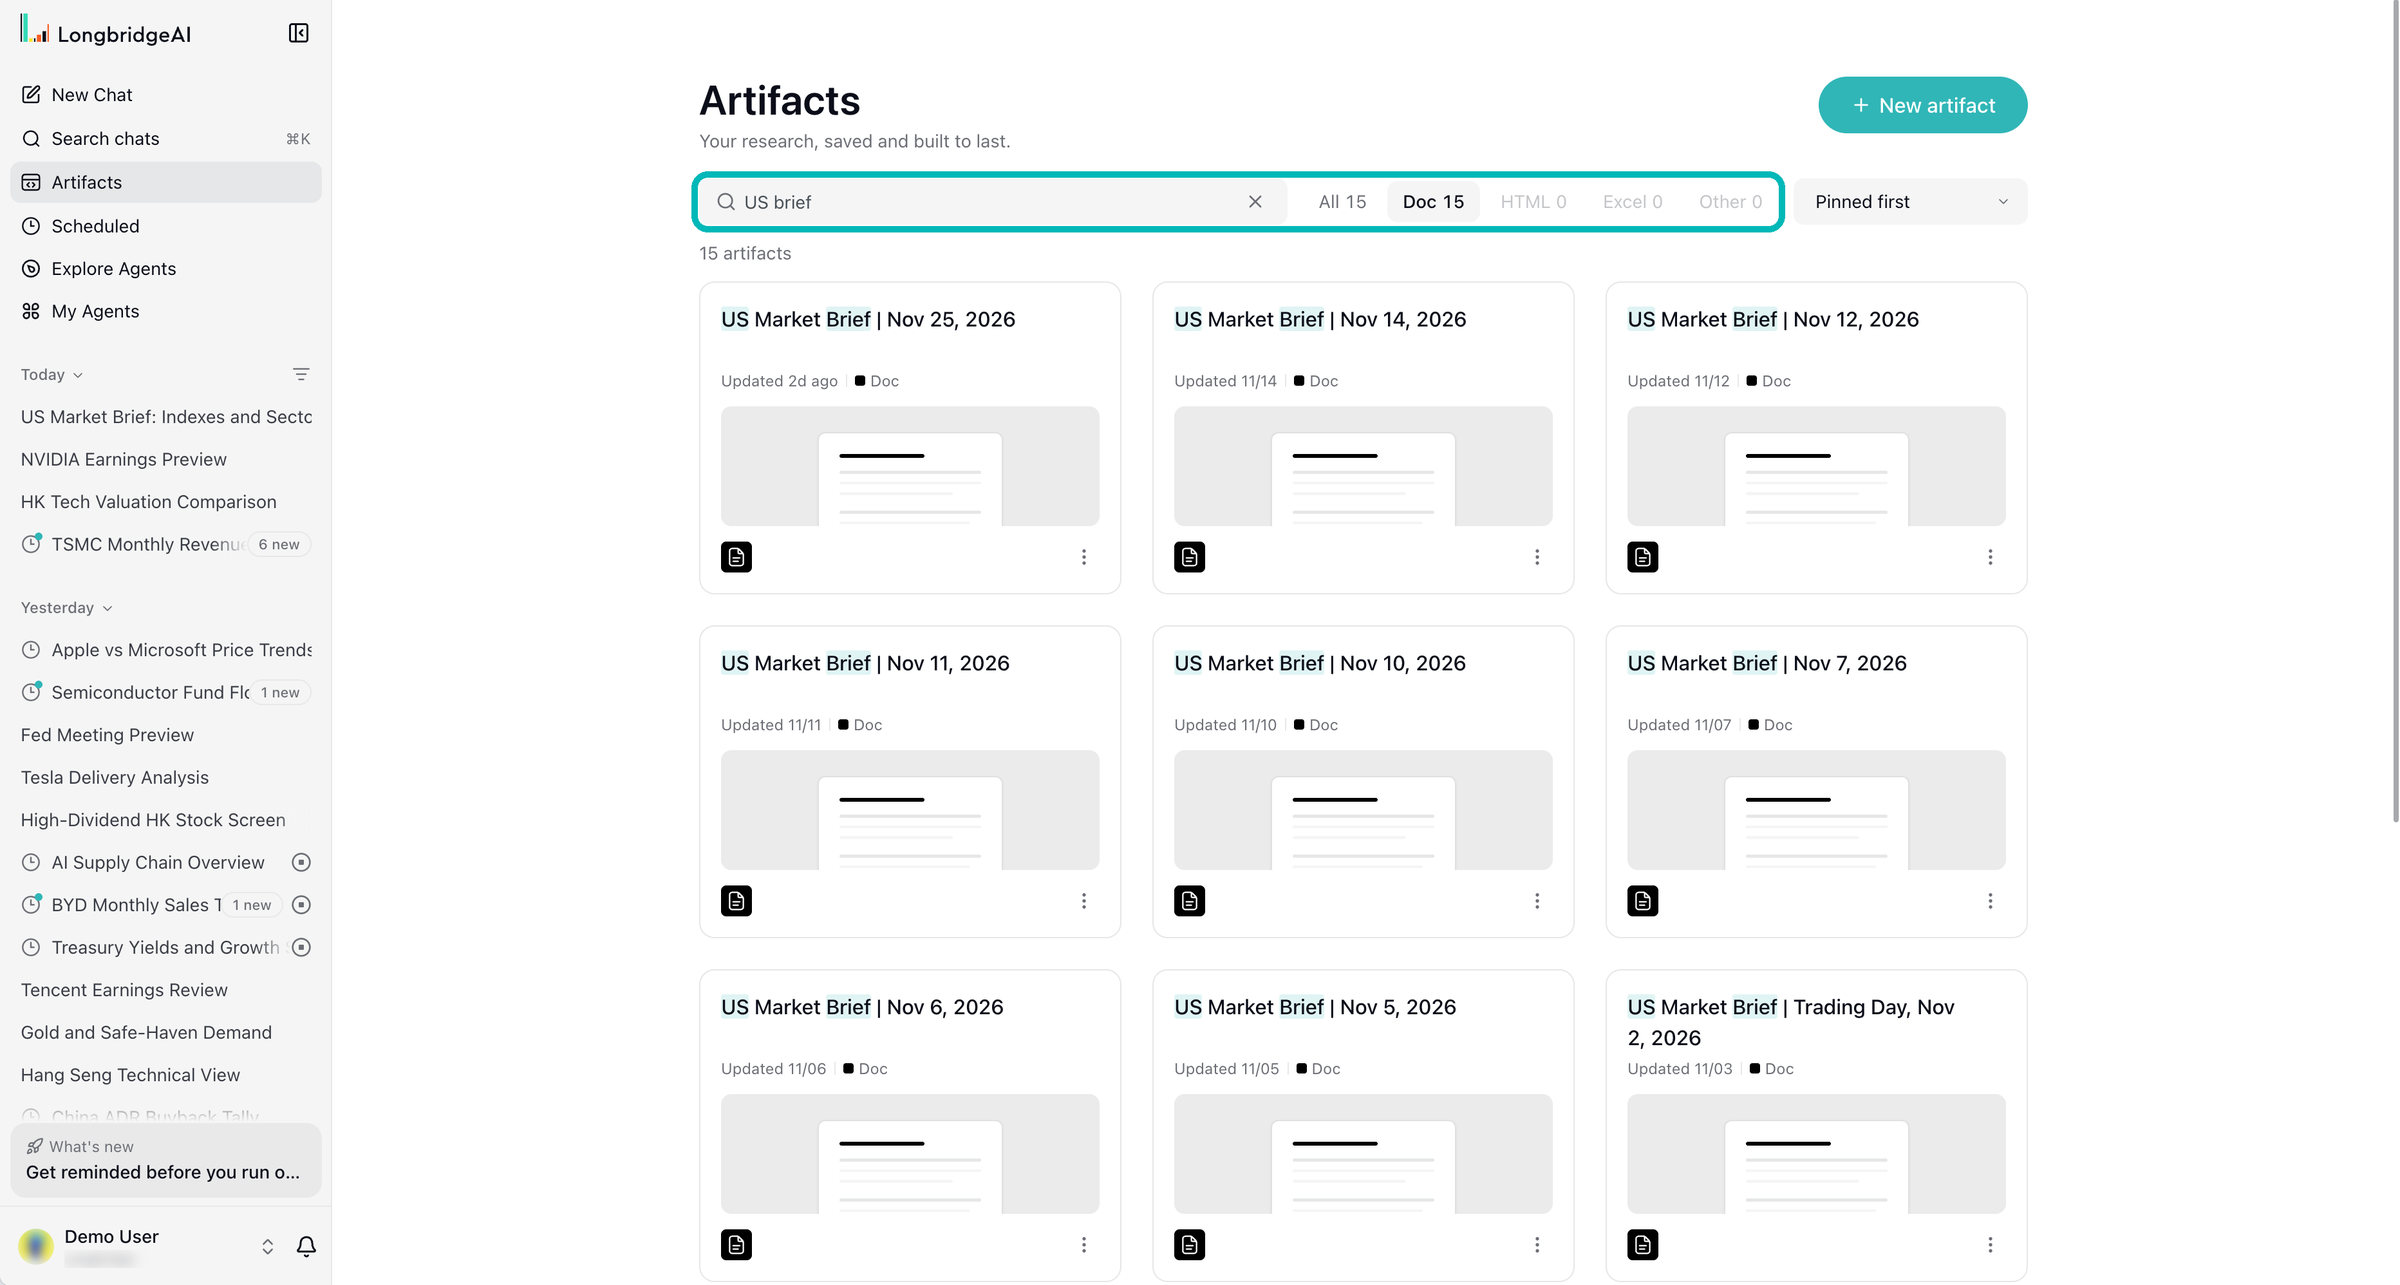 LongbridgeAI
New Chat
Search chats ⌘K
Artifacts
Scheduled
Explore Agents
My Agents
Today
US Market Brief: Indexes and Secto
NVIDIA Earnings Preview
HK Tech Valuation Comparison
TSMC Monthly Revenue 6 new
Yesterday
Apple vs Microsoft Price Trends
Semiconductor Fund Flo 1 new
Fed Meeting Preview
Tesla Delivery Analysis
High-Dividend HK Stock Screen
AI Supply Chain Overview
BYD Monthly Sales T 1 new
Treasury Yields and Growth
Tencent Earnings Review
Gold and Safe-Haven Demand
Hang Seng Technical View
China ADR Buyback Tally
What's new
Get reminded before you run o...
Demo User
Artifacts
+ New artifact
Your research, saved and built to last.
US brief All 15 Doc 15 HTML 0 Excel 0 Other 0 Pinned first
15 artifacts
US Market Brief | Nov 25, 2026
Updated 2d ago Doc
US Market Brief | Nov 14, 2026
Updated 11/14 Doc
US Market Brief | Nov 12, 2026
Updated 11/12 Doc
US Market Brief | Nov 11, 2026
Updated 11/11 Doc
US Market Brief | Nov 10, 2026
Updated 11/10 Doc
US Market Brief | Nov 7, 2026
Updated 11/07 Doc
US Market Brief | Nov 6, 2026
Updated 11/06 Doc
US Market Brief | Nov 5, 2026
Updated 11/05 Doc
US Market Brief | Trading Day, Nov
2, 2026
Updated 11/03 Doc